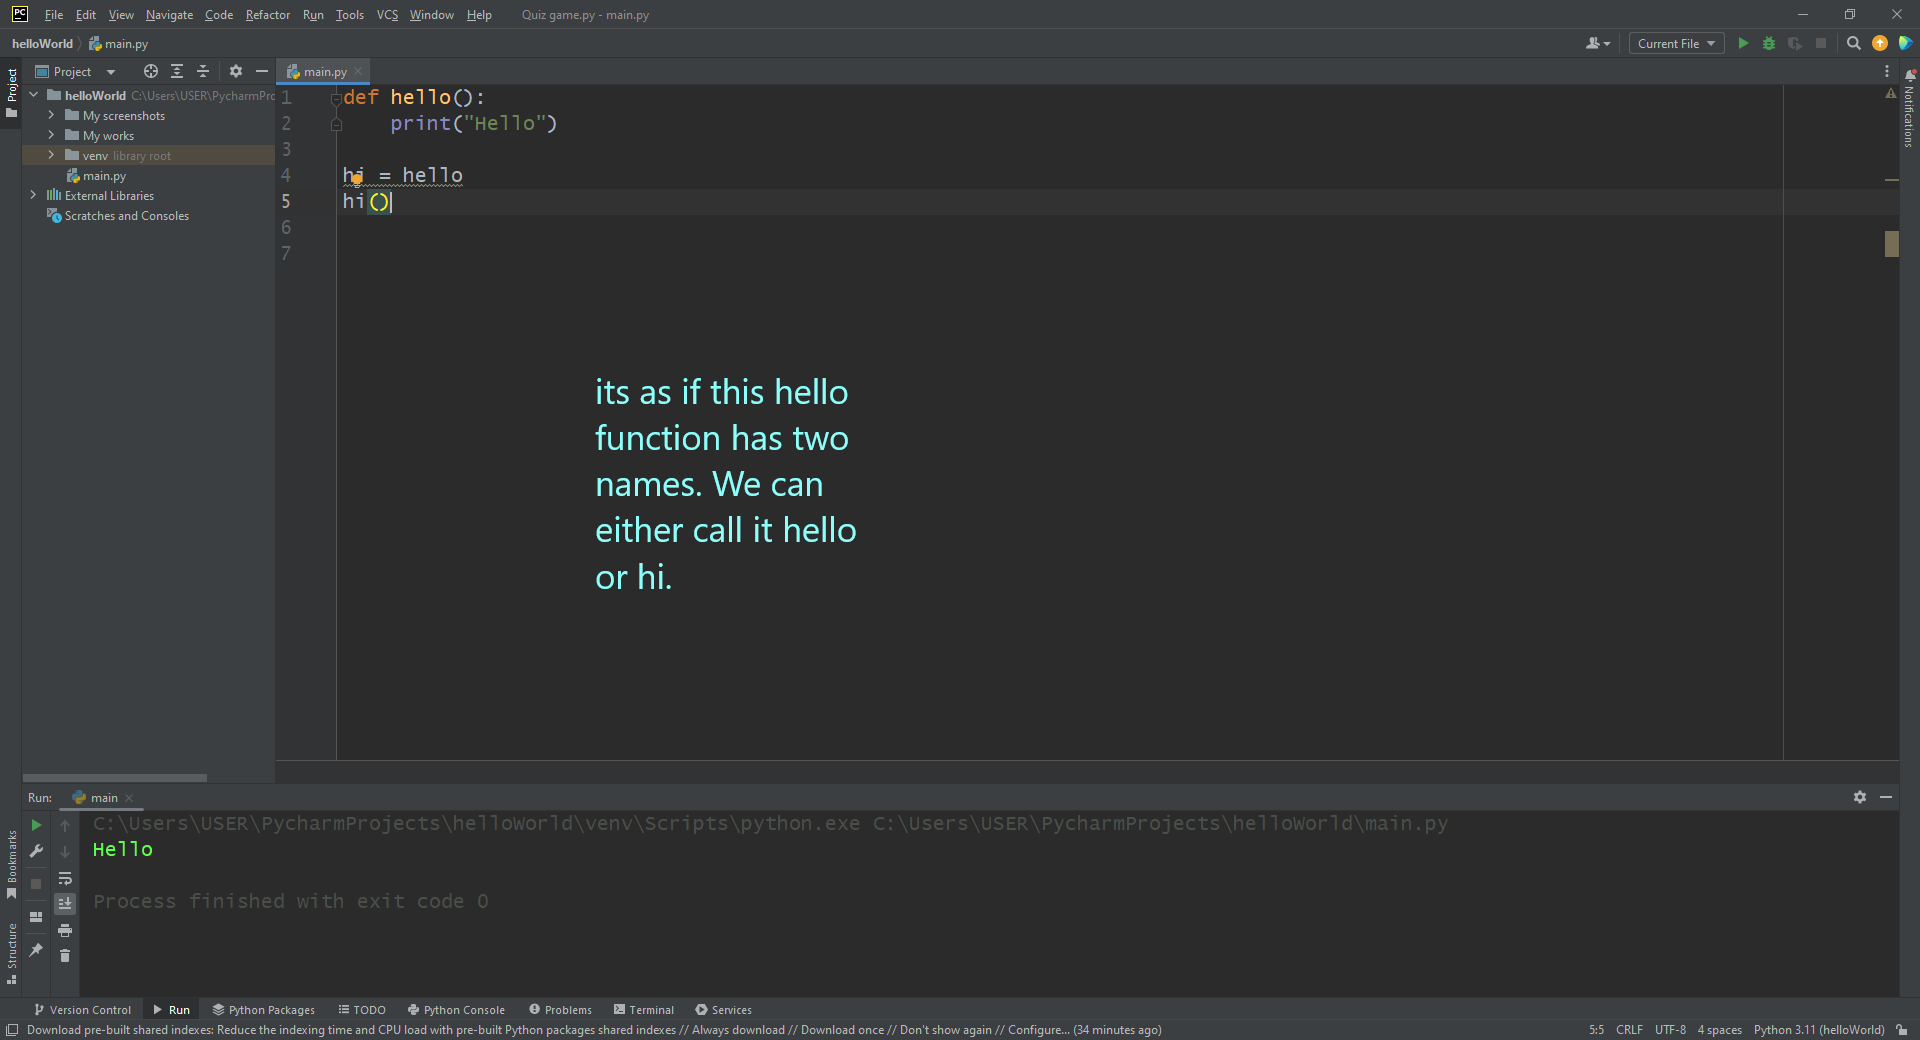 PC File Edit View Navigate Code Refactor Run Tools VCS Window Help Quiz game.py - main.py
helloWorld main.py Current File
Project main.py
Project
helloWorld C:\Users\USER\PycharmPro
My screenshots
My works
venv library root
main.py
External Libraries
Scratches and Consoles
1 def hello():
2 print("Hello")
3
4 hi = hello
5 hi()
6
7
Notifications
its as if this hello
function has two
names. We can
either call it hello
or hi.
Run: main
C:\Users\USER\PycharmProjects\helloWorld\venv\Scripts\python.exe C:\Users\USER\PycharmProjects\helloWorld\main.py
Hello
Process finished with exit code 0
Bookmarks
Structure
Version Control Run Python Packages TODO Python Console Problems Terminal Services
Download pre-built shared indexes: Reduce the indexing time and CPU load with pre-built Python packages shared indexes // Always download // Download once // Don't show again // Configure... (34 minutes ago) 5:5 CRLF UTF-8 4 spaces Python 3.11 (helloWorld)